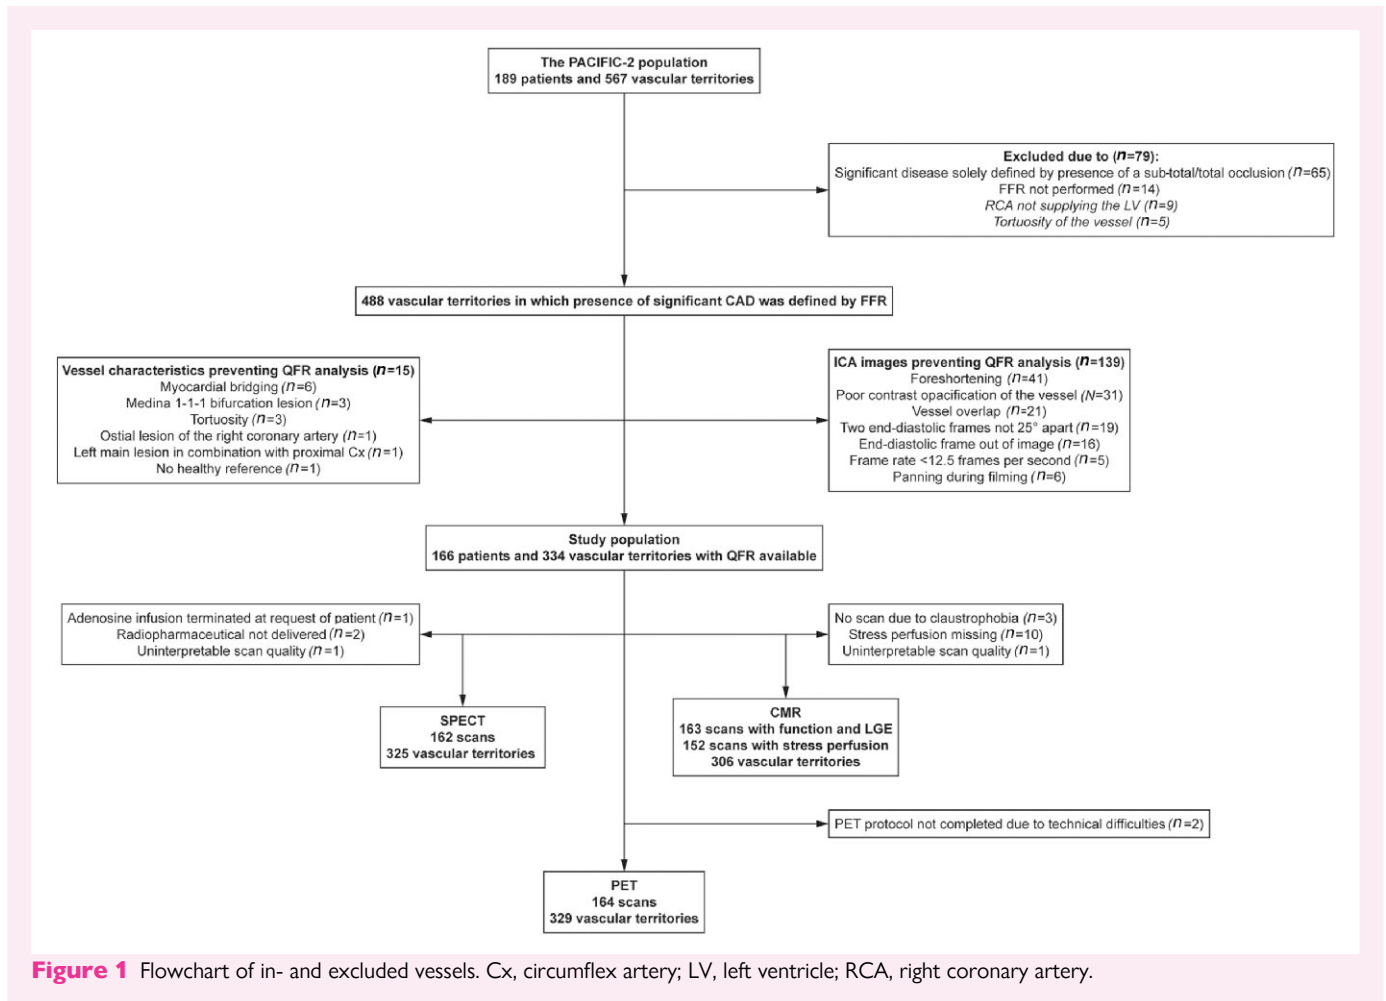 The PACIFIC-2 population
189 patients and 567 vascular territories
Excluded due to (n=79):
Significant disease solely defined by presence of a sub-total/total occlusion (n=65)
FFR not performed (n=14)
RCA not supplying the LV (n=9)
Tortuosity of the vessel (n=5)
488 vascular territories in which presence of significant CAD was defined by FFR
Vessel characteristics preventing QFR analysis (n=15)
Myocardial bridging (n=6)
Medina 1-1-1 bifurcation lesion (n=3)
Tortuosity (n=3)
Ostial lesion of the right coronary artery (n=1)
Left main lesion in combination with proximal Cx (n=1)
No healthy reference (n=1)
ICA images preventing QFR analysis (n=139)
Foreshortening (n=41)
Poor contrast opacification of the vessel (N=31)
Vessel overlap (n=21)
Two end-diastolic frames not 25° apart (n=19)
End-diastolic frame out of image (n=16)
Frame rate <12.5 frames per second (n=5)
Panning during filming (n=6)
Study population
166 patients and 334 vascular territories with QFR available
Adenosine infusion terminated at request of patient (n=1)
Radiopharmaceutical not delivered (n=2)
Uninterpretable scan quality (n=1)
No scan due to claustrophobia (n=3)
Stress perfusion missing (n=10)
Uninterpretable scan quality (n=1)
SPECT
162 scans
325 vascular territories
CMR
163 scans with function and LGE
152 scans with stress perfusion
306 vascular territories
PET protocol not completed due to technical difficulties (n=2)
PET
164 scans
329 vascular territories
Figure 1 Flowchart of in- and excluded vessels. Cx, circumflex artery; LV, left ventricle; RCA, right coronary artery.